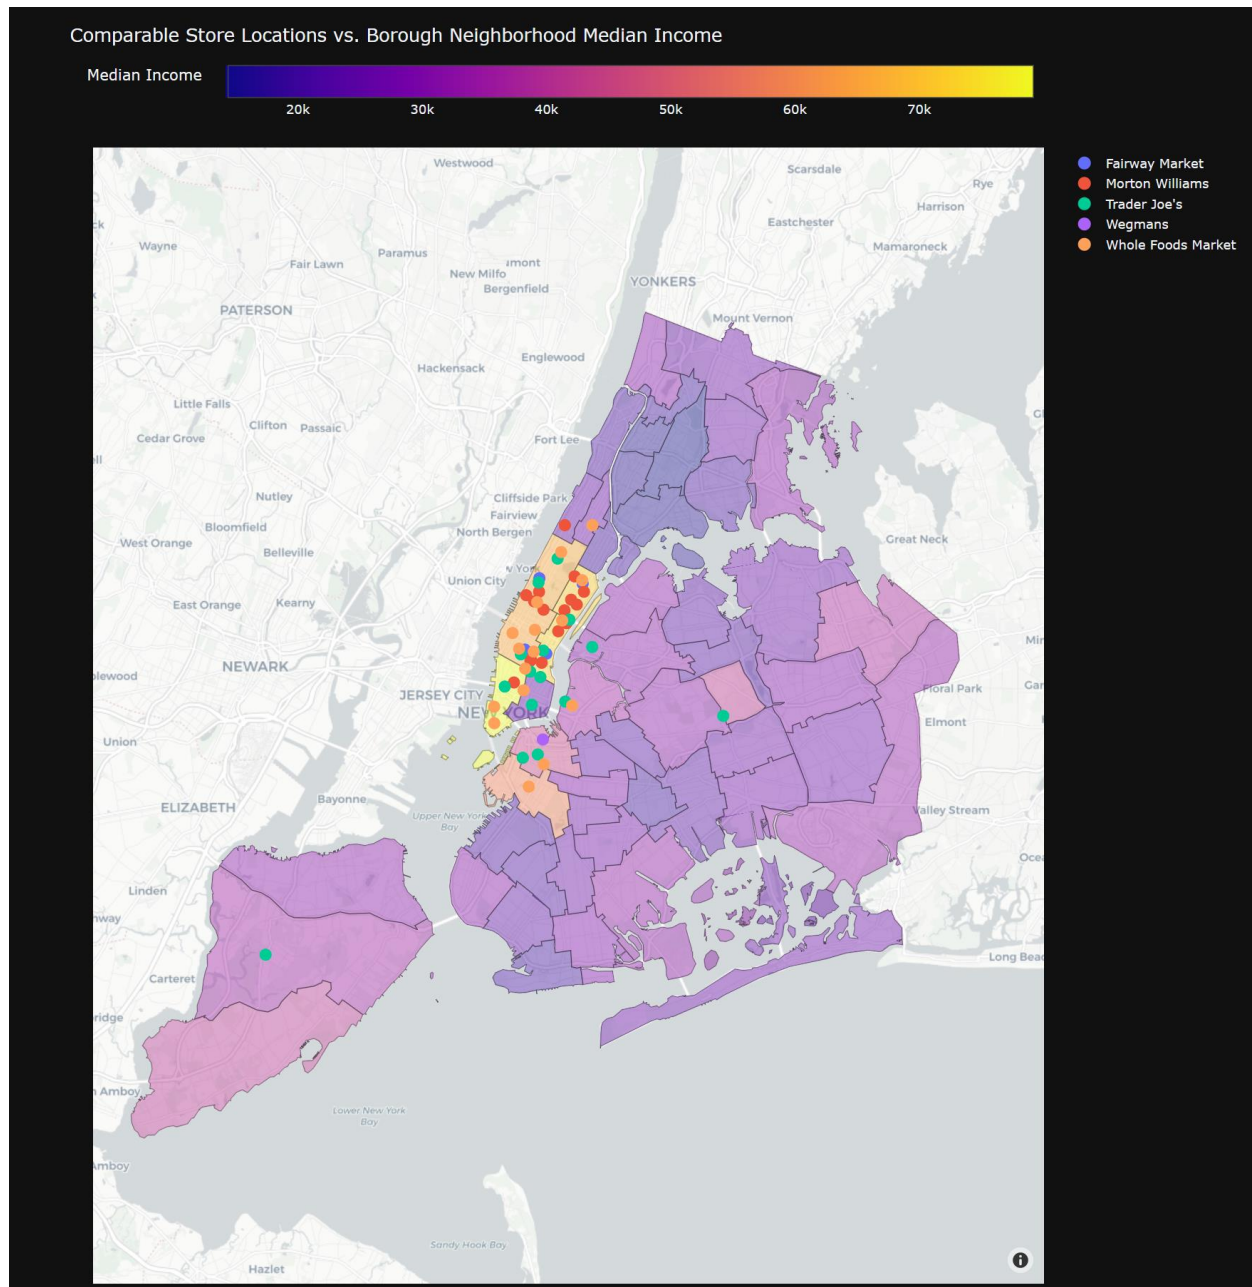 Comparable Store Locations vs. Borough Neighborhood Median Income
Median Income
20k 30k 40k 50k 60k 70k
Fairway Market
Morton Williams
Trader Joe's
Wegmans
Whole Foods Market
Westwood
Scarsdale
Rye
Harrison
Eastchester
Wayne
Paramus
Mamaroneck
Fair Lawn
New Milfo
Bergenfield
YONKERS
PATERSON
Mount Vernon
Englewood
Hackensack
Little Falls
Clifton
Passaic
Cedar Grove
Fort Lee
Nutley
Cliffside Park
Fairview
Bloomfield
North Bergen
West Orange
Belleville
Great Neck
Union City
East Orange
Kearny
NEWARK
JERSEY CITY
NEW YORK
Floral Park
Elmont
Union
Bayonne
ELIZABETH
Upper New York
Bay
Valley Stream
Linden
Carteret
Long Beac
Lower New York
Bay
Sandy Hook Bay
Hazlet